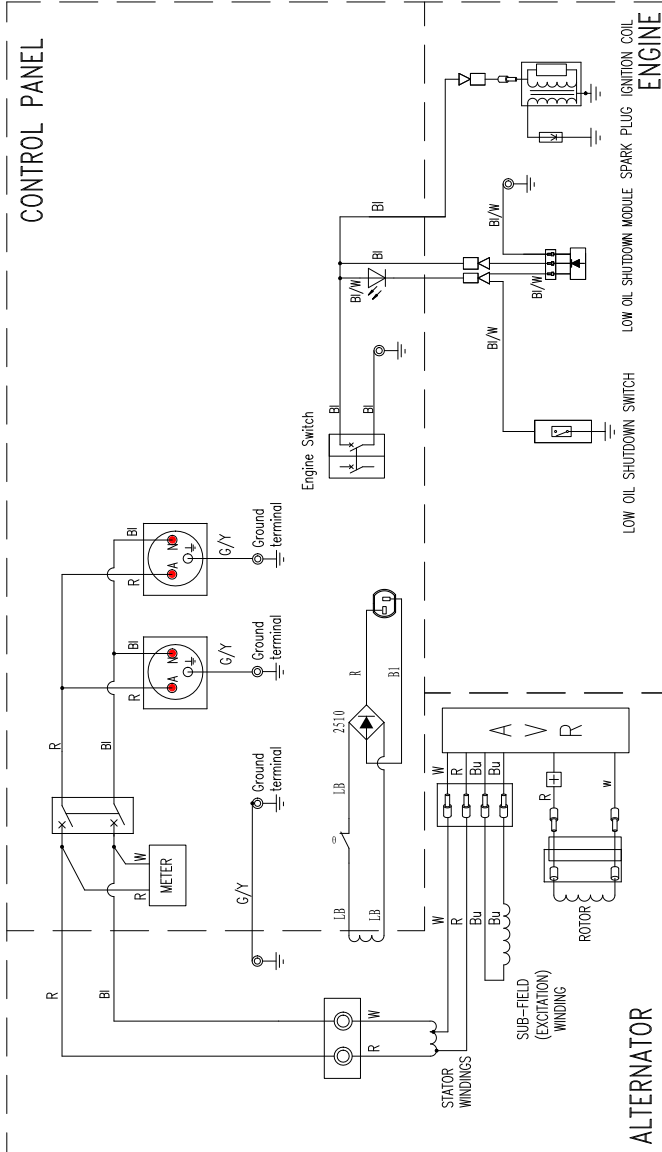 CONTROL PANEL
ENGINE
ALTERNATOR
IGNITION COIL
SPARK PLUG
LOW OIL SHUTDOWN MODULE
LOW OIL SHUTDOWN SWITCH
Bl
Bl/W
Bl
Bl/W
Bl/W
Bl/W
Engine Switch
Bl
Bl
R
Bl
A
N
G/Y
Ground
terminal
R
Bl
A
N
G/Y
Ground
terminal
R
Bl
METER
R
W
Ground
terminal
G/Y
R
Bl
LB
LB
LB
2510
R
B1
R
W
STATOR
WINDINGS
W
R
Bu
Bu
SUB-FIELD
(EXCITATION)
WINDING
W
R
Bu
Bu
A V R
R
+
w
ROTOR